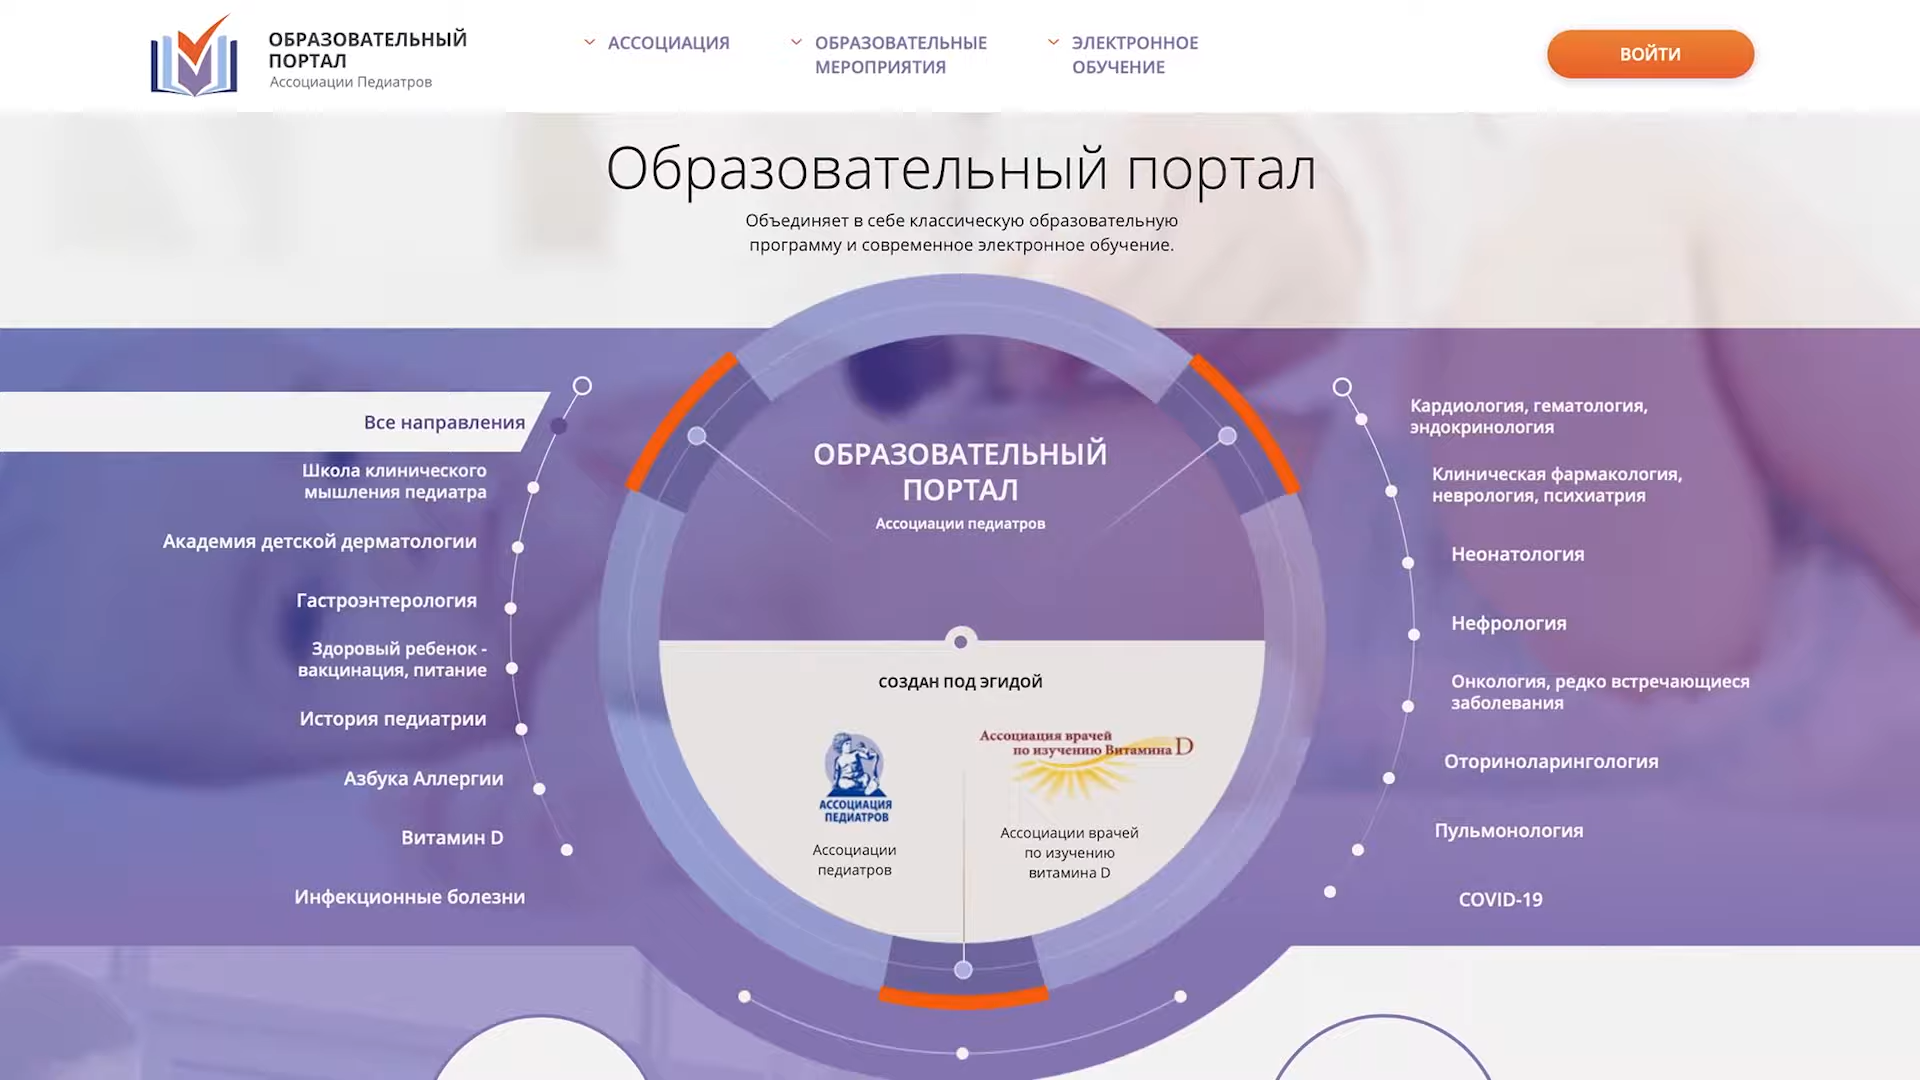 ОБРАЗОВАТЕЛЬНЫЙ
ПОРТАЛ
Ассоциации Педиатров
АССОЦИАЦИЯ
ОБРАЗОВАТЕЛЬНЫЕ
МЕРОПРИЯТИЯ
ЭЛЕКТРОННОЕ
ОБУЧЕНИЕ
ВОЙТИ
Образовательный портал
Объединяет в себе классическую образовательную
программу и современное электронное обучение.
Все направления
Школа клинического
мышления педиатра
Академия детской дерматологии
Гастроэнтерология
Здоровый ребенок -
вакцинация, питание
История педиатрии
Азбука Аллергии
Витамин D
Инфекционные болезни
ОБРАЗОВАТЕЛЬНЫЙ
ПОРТАЛ
Ассоциации педиатров
СОЗДАН ПОД ЭГИДОЙ
АССОЦИАЦИЯ
ПЕДИАТРОВ
Ассоциации
педиатров
Ассоциация врачей
по изучению Витамина D
Ассоциации врачей
по изучению
витамина D
Кардиология, гематология,
эндокринология
Клиническая фармакология,
неврология, психиатрия
Неонатология
Нефрология
Онкология, редко встречающиеся
заболевания
Оториноларингология
Пульмонология
COVID-19